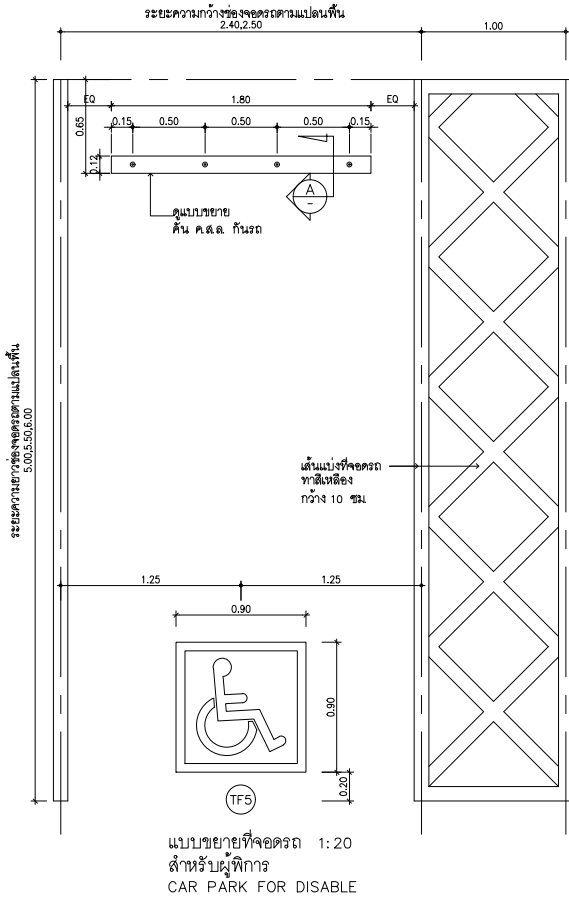 ระยะความกว้างช่องจอดรถตามแปลนพื้น
2.40,2.50
1.00
EQ
1.80
EQ
0.65
0.15
0.50
0.50
0.50
0.15
0.12
A
-
ดูแบบขยาย
คัน ค.ส.ล. กันรถ
ระยะความยาวช่องจอดรถตามแปลนพื้น
5.00,5.50,6.00
เส้นแบ่งที่จอดรถ
ทาสีเหลือง
กว้าง 10 ซม.
1.25
1.25
0.90
0.90
0.20
TF5
แบบขยายที่จอดรถ 1:20
สำหรับผู้พิการ
CAR PARK FOR DISABLE